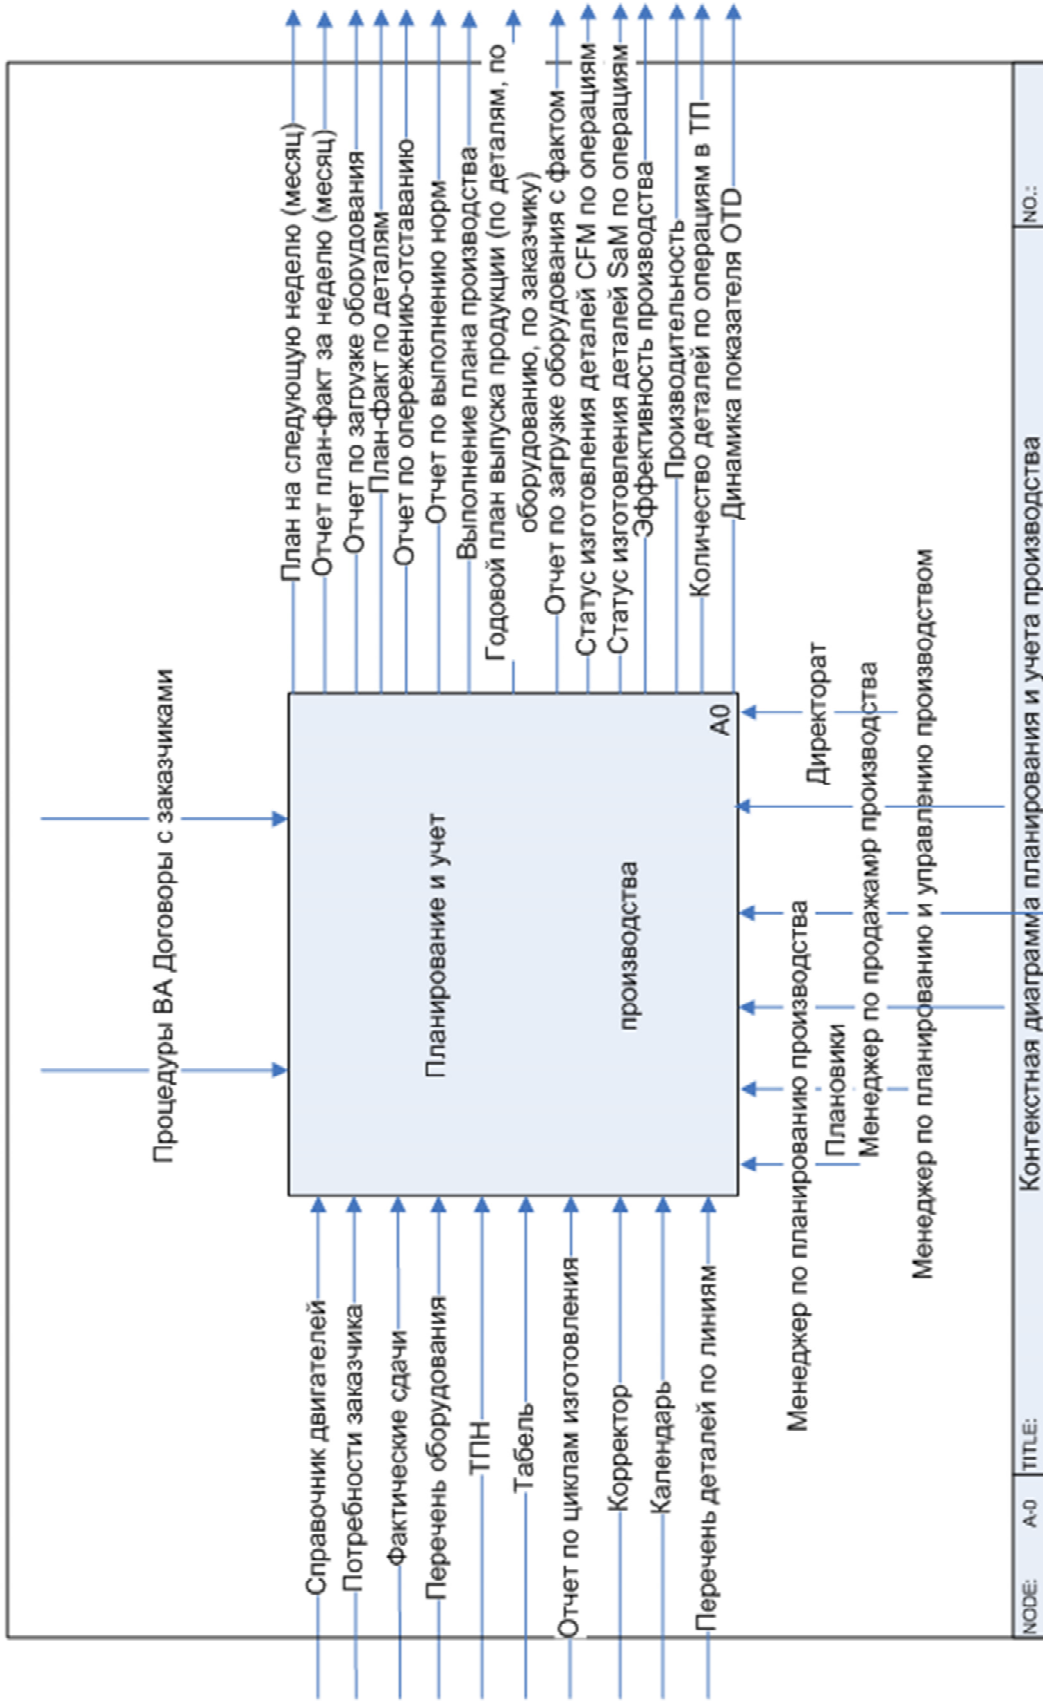 Процедуры ВА
Договоры с заказчиками
Справочник двигателей
Потребности заказчика
Фактические сдачи
Перечень оборудования
ТПН
Табель
Отчет по циклам изготовления
Корректор
Календарь
Перечень деталей по линиям
Планирование и учет
производства
А0
План на следующую неделю (месяц)
Отчет план-факт за неделю (месяц)
Отчет по загрузке оборудования
План-факт по деталям
Отчет по опережению-отставанию
Отчет по выполнению норм
Выполнение плана производства
Годовой план выпуска продукции (по деталям, по
оборудованию, по заказчику)
Отчет по загрузке оборудования с фактом
Статус изготовления деталей CFM по операциям
Статус изготовления деталей SaM по операциям
Эффективность производства
Производительность
Количество деталей по операциям в ТП
Динамика показателя OTD
Менеджер по планированию производства
Директорат
Плановики
Менеджер по продажам
р производства
Менеджер по планированию и управлению производством
NODE:
A-0
TITLE:
Контекстная диаграмма планирования и учета производства
NO.: